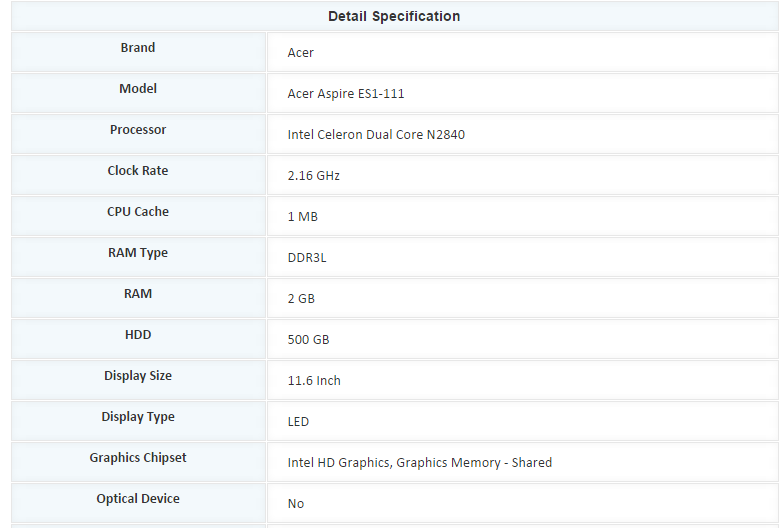 Detail Specification
Brand
Acer
Model
Acer Aspire ES1-111
Processor
Intel Celeron Dual Core N2840
Clock Rate
2.16 GHz
CPU Cache
1 MB
RAM Type
DDR3L
RAM
2 GB
HDD
500 GB
Display Size
11.6 Inch
Display Type
LED
Graphics Chipset
Intel HD Graphics, Graphics Memory - Shared
Optical Device
No